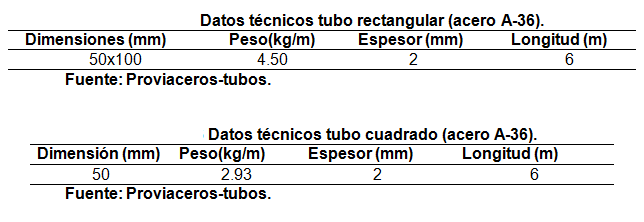 Datos técnicos tubo rectangular (acero A-36).
Dimensiones (mm) Peso(kg/m) Espesor (mm) Longitud (m)
50x100 4.50 2 6
Fuente: Proviaceros-tubos.
Datos técnicos tubo cuadrado (acero A-36).
Dimensión (mm) Peso(kg/m) Espesor (mm) Longitud (m)
50 2.93 2 6
Fuente: Proviaceros-tubos.